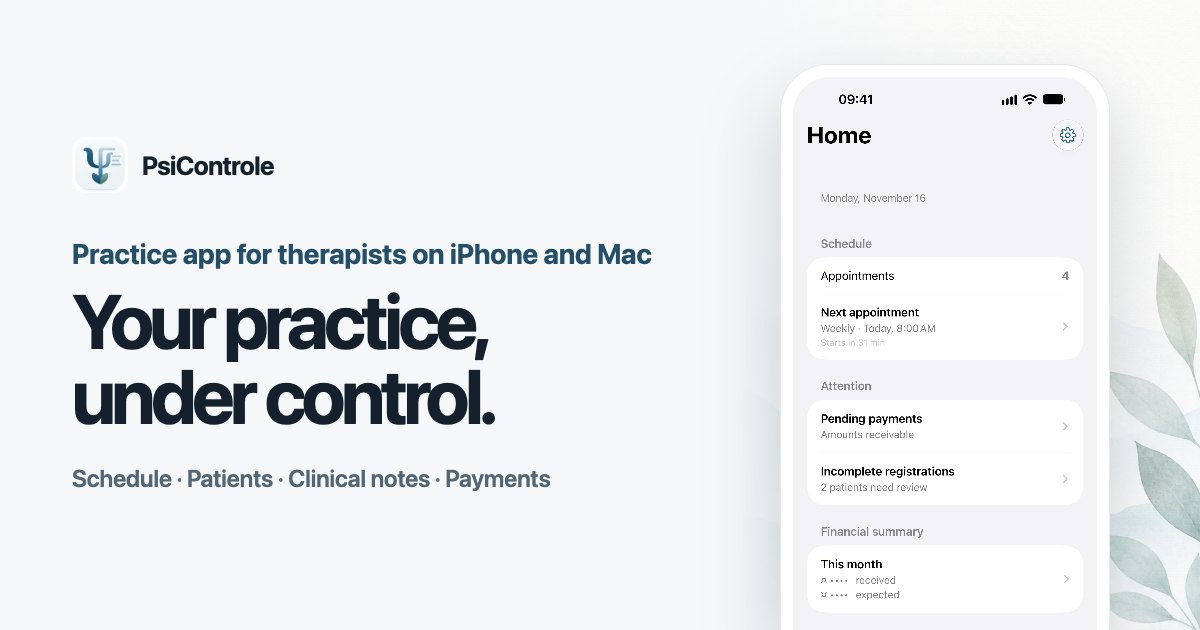 PsiControle
Practice app for therapists on iPhone and Mac
Your practice,
under control.
Schedule · Patients · Clinical notes · Payments
09:41
Home
Monday, November 16
Schedule
Appointments 4
Next appointment
Weekly · Today, 8:00 AM
Starts in 31 min
Attention
Pending payments
Amounts receivable
Incomplete registrations
2 patients need review
Financial summary
This month
¤ •••• received
¤ •••• expected